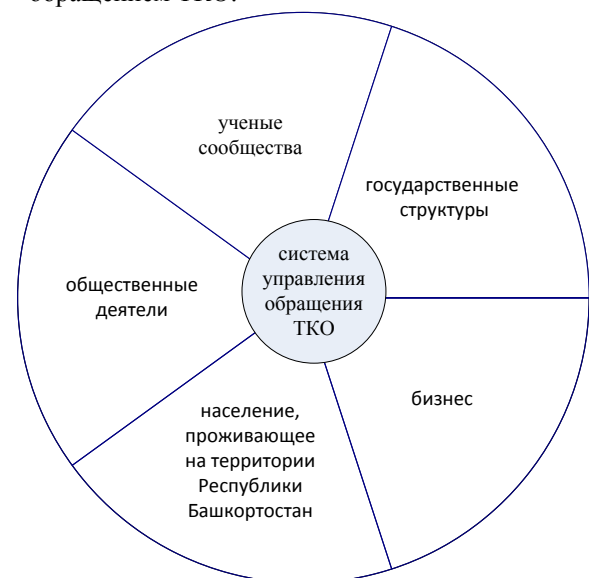 обращением ТКО.
ученые
сообщества
государственные
структуры
система
управления
обращения
ТКО
общественные
деятели
бизнес
население,
проживающее
на территории
Республики
Башкортостан